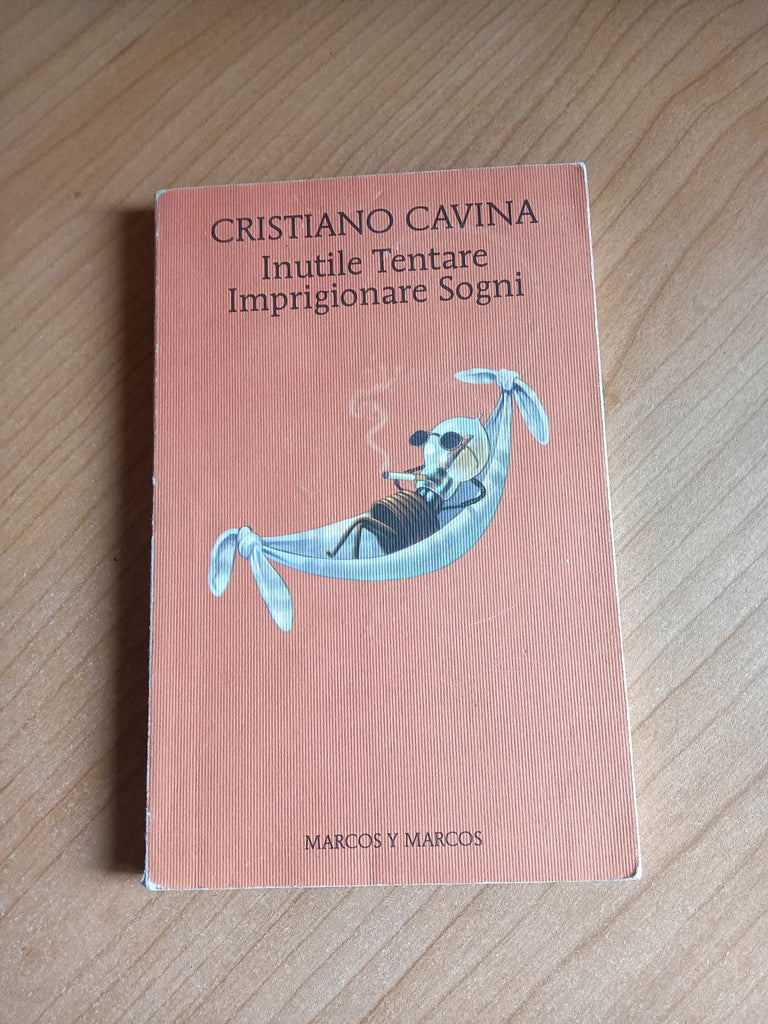 CRISTIANO CAVINA
Inutile Tentare
Imprigionare Sogni
MARCOS Y MARCOS